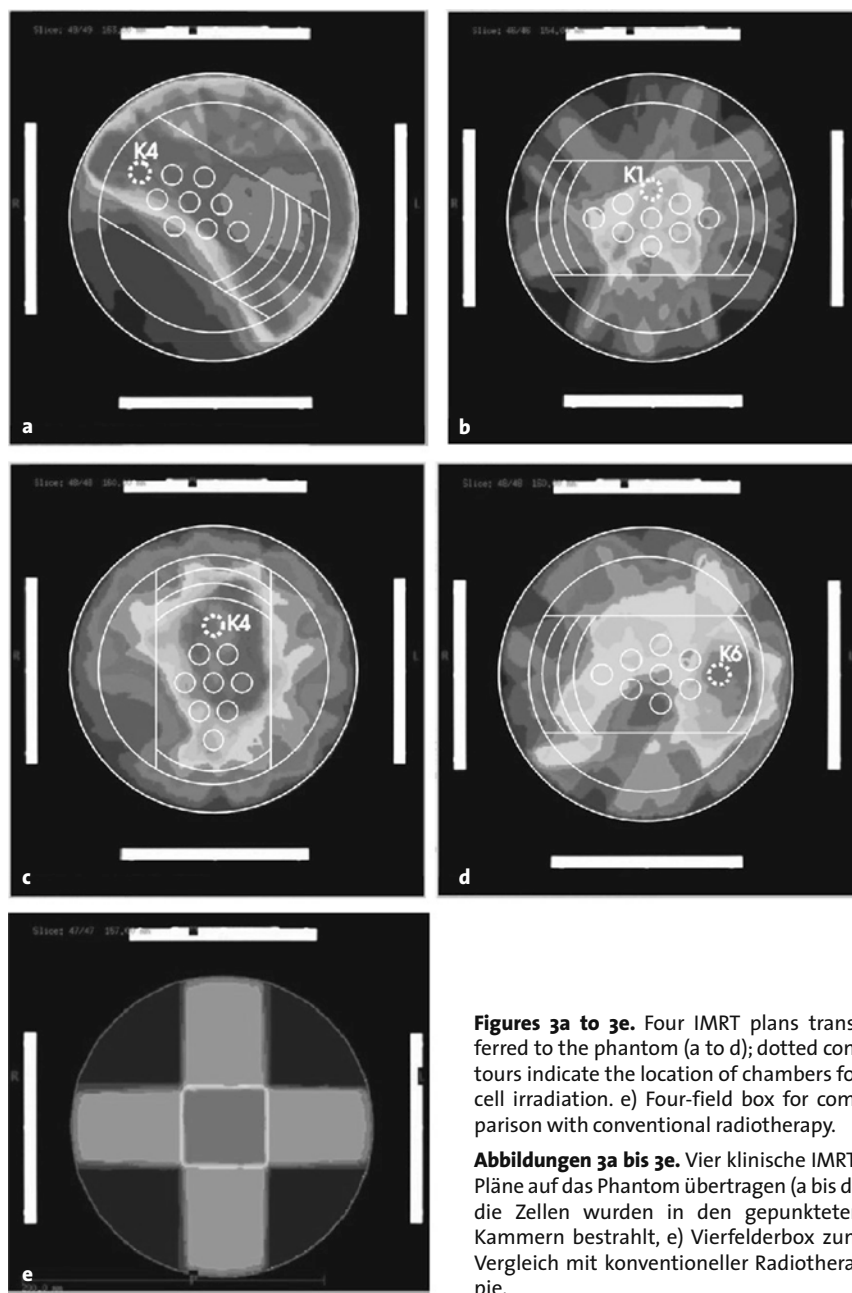 K4
a
K1
b
K4
c
K6
d
e
Figures 3a to 3e. Four IMRT plans trans
ferred to the phantom (a to d); dotted con
tours indicate the location of chambers fo
cell irradiation. e) Four-field box for com
parison with conventional radiotherapy.
Abbildungen 3a bis 3e. Vier klinische IMRT
Pläne auf das Phantom übertragen (a bis d
die Zellen wurden in den gepunkteter
Kammern bestrahlt, e) Vierfelderbox zun
Vergleich mit konventioneller Radiothera
pie.